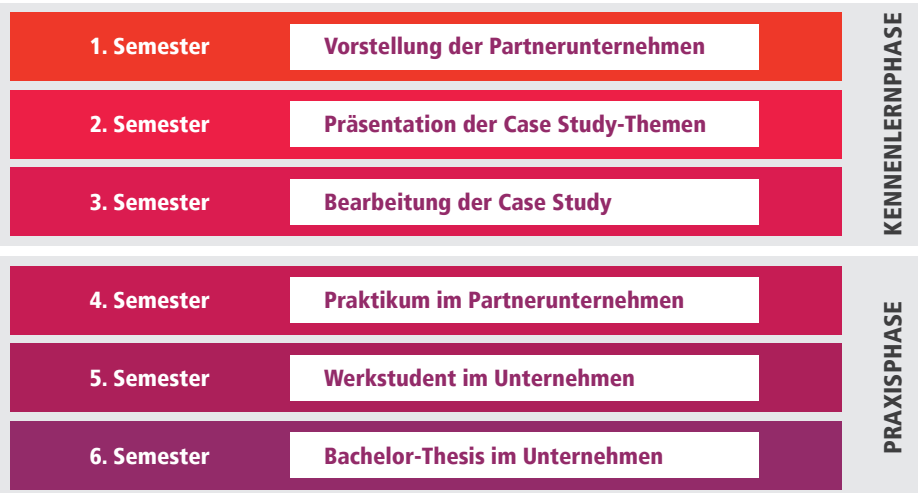 1. Semester Vorstellung der Partnerunternehmen
2. Semester Präsentation der Case Study-Themen
3. Semester Bearbeitung der Case Study
KENNENLERNPHASE
4. Semester Praktikum im Partnerunternehmen
5. Semester Werkstudent im Unternehmen
6. Semester Bachelor-Thesis im Unternehmen
PRAXISPHASE